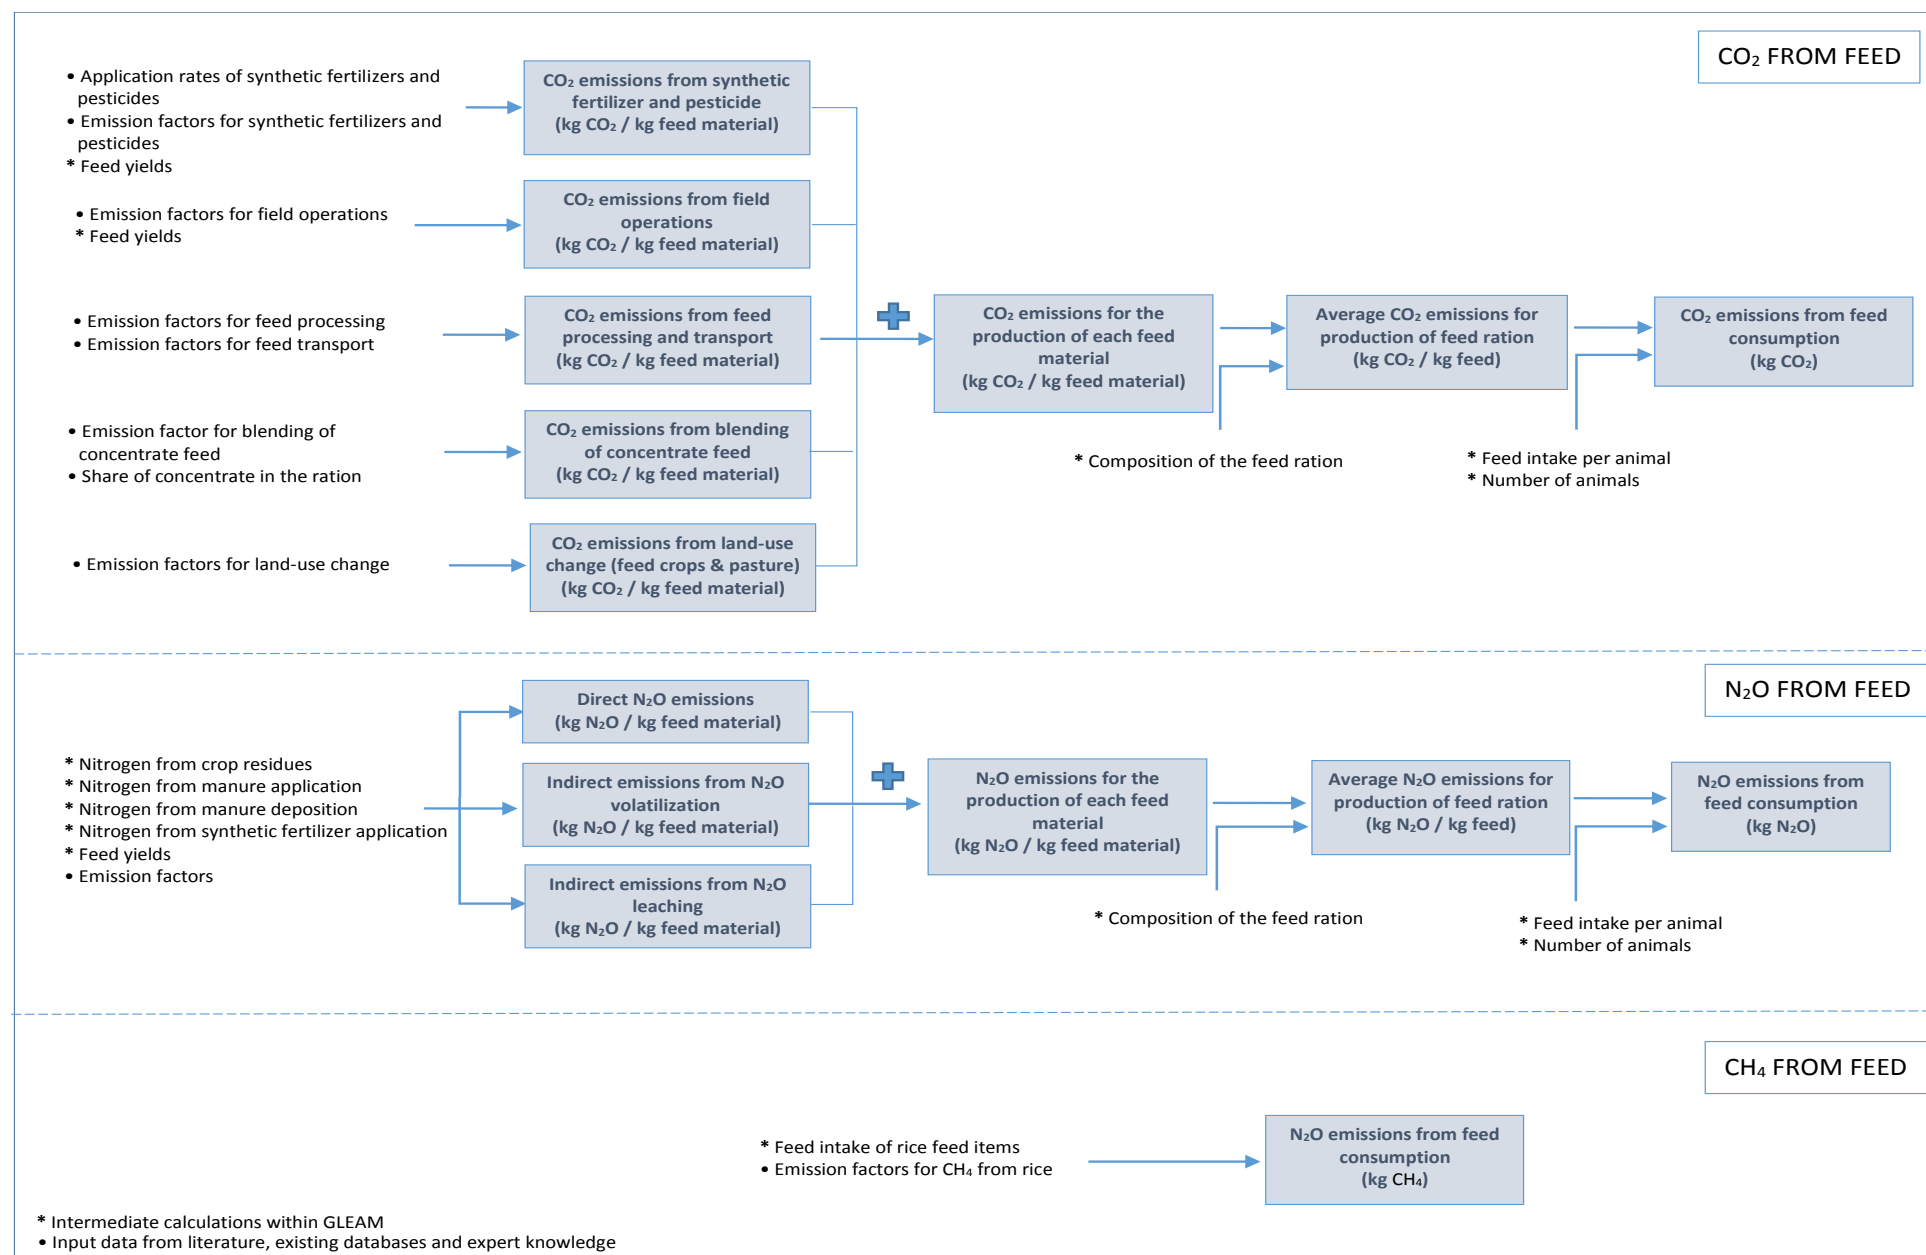 CO₂ FROM FEED
• Application rates of synthetic fertilizers and
pesticides
• Emission factors for synthetic fertilizers and
pesticides
* Feed yields
CO₂ emissions from synthetic
fertilizer and pesticide
(kg CO₂ / kg feed material)
• Emission factors for field operations
* Feed yields
CO₂ emissions from field
operations
(kg CO₂ / kg feed material)
• Emission factors for feed processing
• Emission factors for feed transport
CO₂ emissions from feed
processing and transport
(kg CO₂ / kg feed material)
• Emission factor for blending of
concentrate feed
• Share of concentrate in the ration
CO₂ emissions from blending
of concentrate feed
(kg CO₂ / kg feed material)
• Emission factors for land-use change
CO₂ emissions from land-use
change (feed crops & pasture)
(kg CO₂ / kg feed material)
CO₂ emissions for the
production of each feed
material
(kg CO₂ / kg feed material)
* Composition of the feed ration
Average CO₂ emissions for
production of feed ration
(kg CO₂ / kg feed)
* Feed intake per animal
* Number of animals
CO₂ emissions from feed
consumption
(kg CO₂)
N₂O FROM FEED
* Nitrogen from crop residues
* Nitrogen from manure application
* Nitrogen from manure deposition
* Nitrogen from synthetic fertilizer application
* Feed yields
• Emission factors
Direct N₂O emissions
(kg N₂O / kg feed material)
Indirect emissions from N₂O
volatilization
(kg N₂O / kg feed material)
Indirect emissions from N₂O
leaching
(kg N₂O / kg feed material)
N₂O emissions for the
production of each feed
material
(kg N₂O / kg feed material)
* Composition of the feed ration
Average N₂O emissions for
production of feed ration
(kg N₂O / kg feed)
* Feed intake per animal
* Number of animals
N₂O emissions from
feed consumption
(kg N₂O)
CH₄ FROM FEED
* Feed intake of rice feed items
• Emission factors for CH₄ from rice
N₂O emissions from feed
consumption
(kg CH₄)
* Intermediate calculations within GLEAM
• Input data from literature, existing databases and expert knowledge